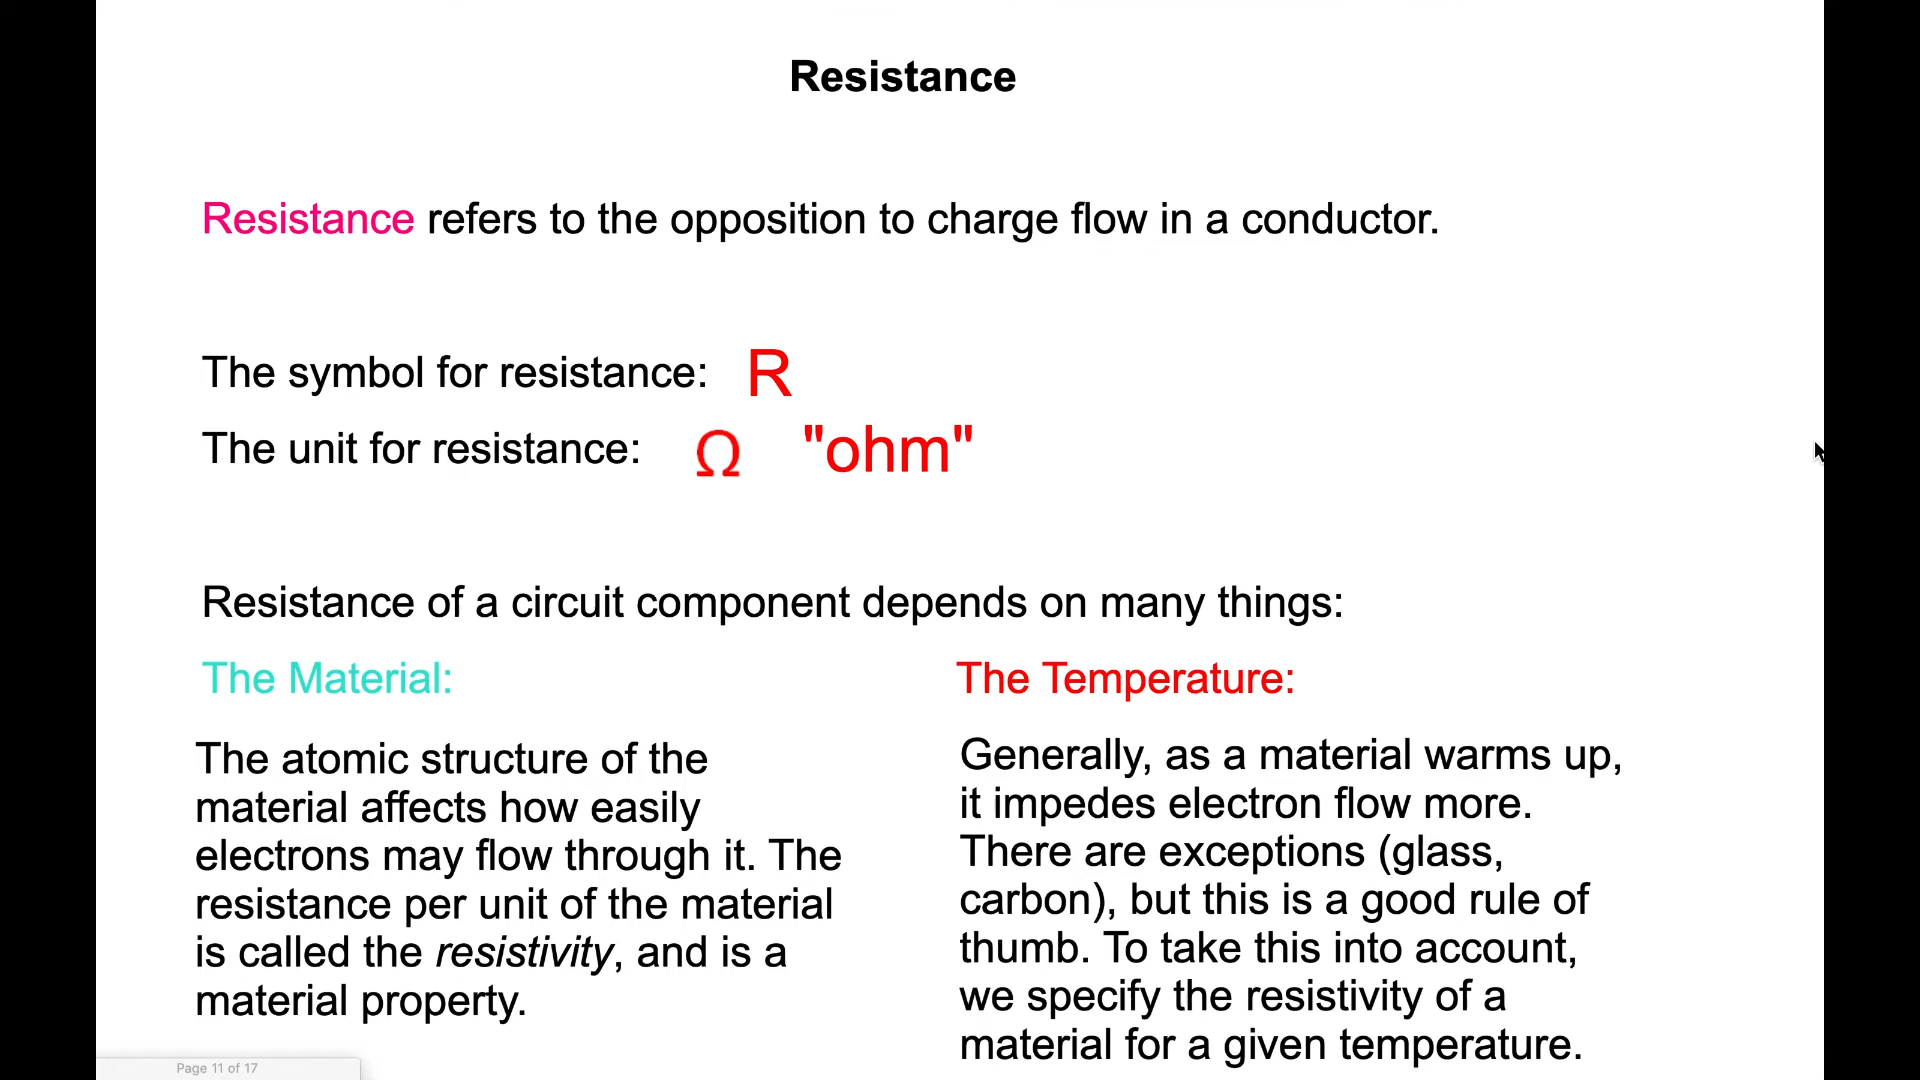 Resistance
Resistance refers to the opposition to charge flow in a conductor.
The symbol for resistance: R
The unit for resistance: Ω "ohm"
Resistance of a circuit component depends on many things:
The Material:
The atomic structure of the
material affects how easily
electrons may flow through it. The
resistance per unit of the material
is called the resistivity, and is a
material property.
The Temperature:
Generally, as a material warms up,
it impedes electron flow more.
There are exceptions (glass,
carbon), but this is a good rule of
thumb. To take this into account,
we specify the resistivity of a
material for a given temperature.
Page 11 of 17